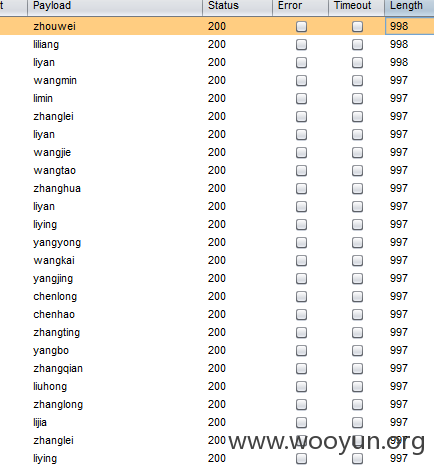 t Payload Status Error Timeout Length
zhouwei 200 998
liliang 200 998
liyan 200 998
wangmin 200 997
limin 200 997
zhanglei 200 997
liyan 200 997
wangjie 200 997
wangtao 200 997
zhanghua 200 997
liyan 200 997
liying 200 997
yangyong 200 997
wangkai 200 997
yangjing 200 997
chenlong 200 997
chenhao 200 997
zhangting 200 997
yangbo 200 997
zhangqian 200 997
liuhong 200 997
zhanglong 200 997
lijia 200 997
zhanglei 200 997
liying 200 997
www.wooyun.org